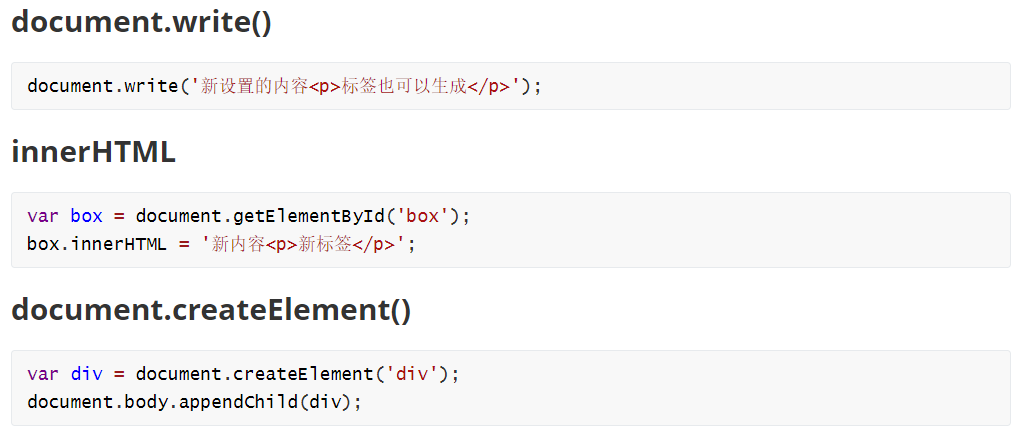 document.write()
document.write('新设置的内容<p>标签也可以生成</p>');
innerHTML
var box = document.getElementById('box');
box.innerHTML = '新内容<p>新标签</p>';
document.createElement()
var div = document.createElement('div');
document.body.appendChild(div);